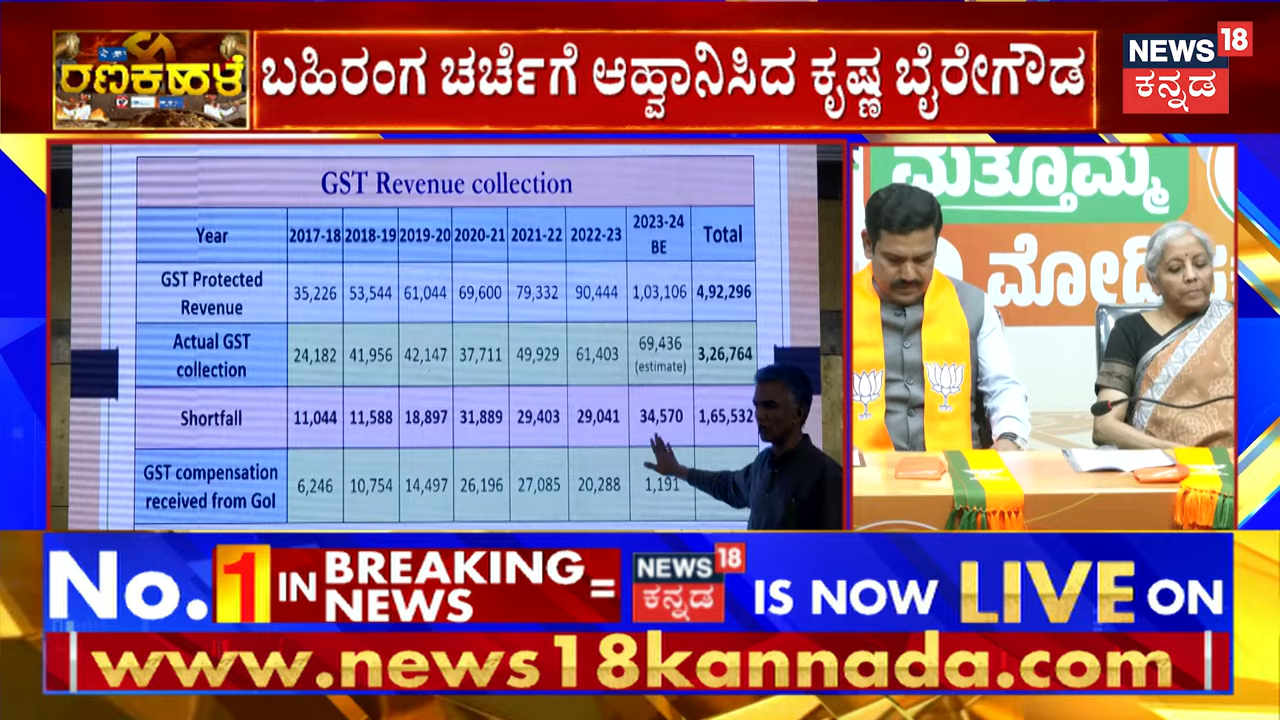 ರಣಕಹಳೆ
ಬಹಿರಂಗ ಚರ್ಚೆಗೆ ಆಹ್ವಾನಿಸಿದ ಕೃಷ್ಣ ಬೈರೇಗೌಡ
NEWS 18
ಕನ್ನಡ
GST Revenue collection
Year 2017-18 2018-19 2019-20 2020-21 2021-22 2022-23 2023-24 BE Total
GST Protected Revenue 35,226 53,544 61,044 69,600 79,332 90,444 1,03,106 4,92,296
Actual GST collection 24,182 41,956 42,147 37,711 49,929 61,403 69,436 (estimate) 3,26,764
Shortfall 11,044 11,588 18,897 31,889 29,403 29,041 34,570 1,65,532
GST compensation received from GoI 6,246 10,754 14,497 26,196 27,085 20,288 1,191
ಮತ್ತೊಮ್ಮೆ
ಮೋದಿ
No. 1 IN BREAKING NEWS = NEWS 18 ಕನ್ನಡ IS NOW LIVE ON
www.news18kannada.com